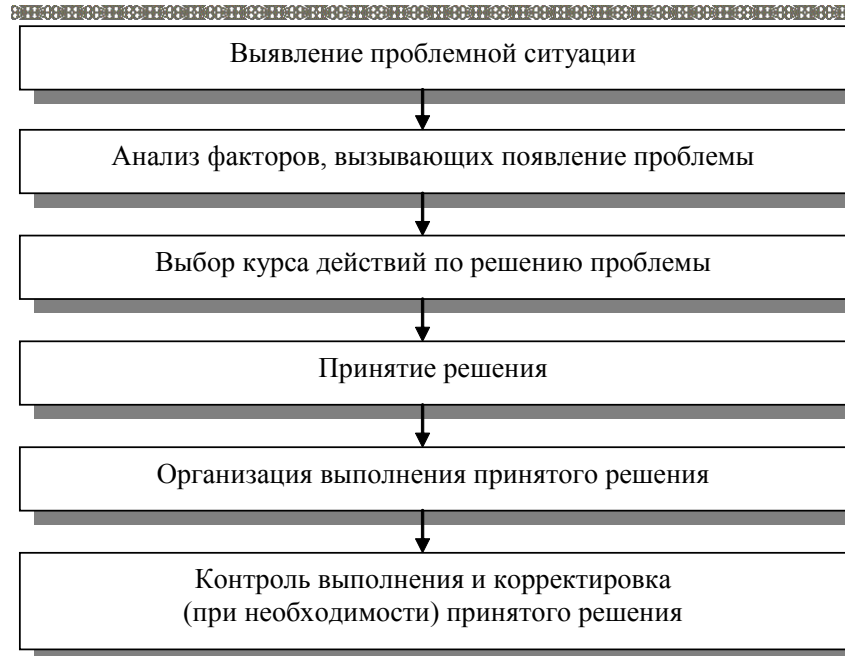 Выявление проблемной ситуации
Анализ факторов, вызывающих появление проблемы
Выбор курса действий по решению проблемы
Принятие решения
Организация выполнения принятого решения
Контроль выполнения и корректировка
(при необходимости) принятого решения